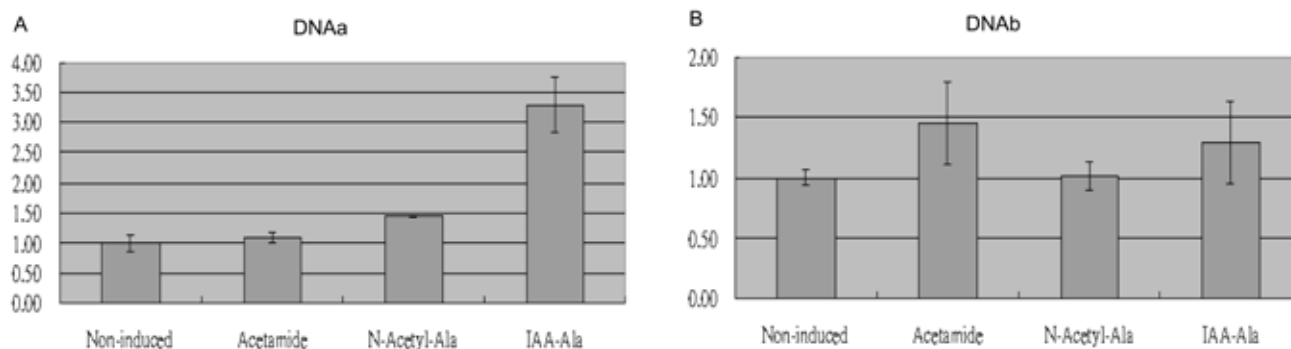 A
DNAa
4.00
3.50
3.00
2.50
2.00
1.50
1.00
0.50
0.00
Non-induced Acetamide N-Acetyl-Ala IAA-Ala
B
DNAb
2.00
1.50
1.00
0.50
0.00
Non-induced Acetamide N-Acetyl-Ala IAA-Ala